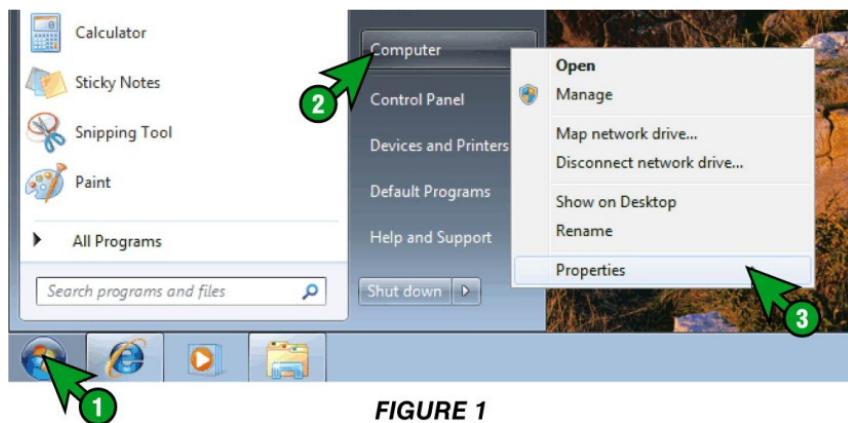 Calculator
Sticky Notes
Snipping Tool
Paint
All Programs
Search programs and files
Computer
Control Panel
Devices and Printers
Default Programs
Help and Support
Shut down
Open
Manage
Map network drive...
Disconnect network drive...
Show on Desktop
Rename
Properties
2
3
1
FIGURE 1